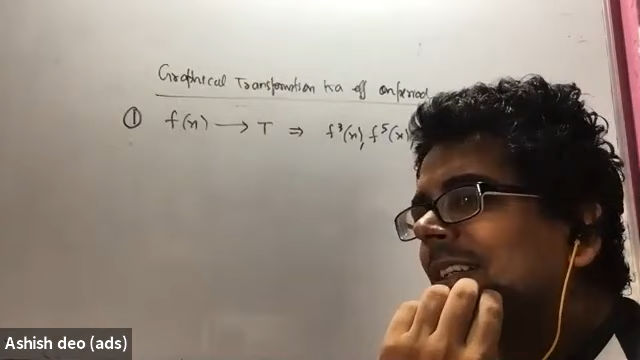 Graphical Transformation ka eff on period
① f(x) → T ⇒ f³(x), f⁵(x)
Ashish deo (ads)